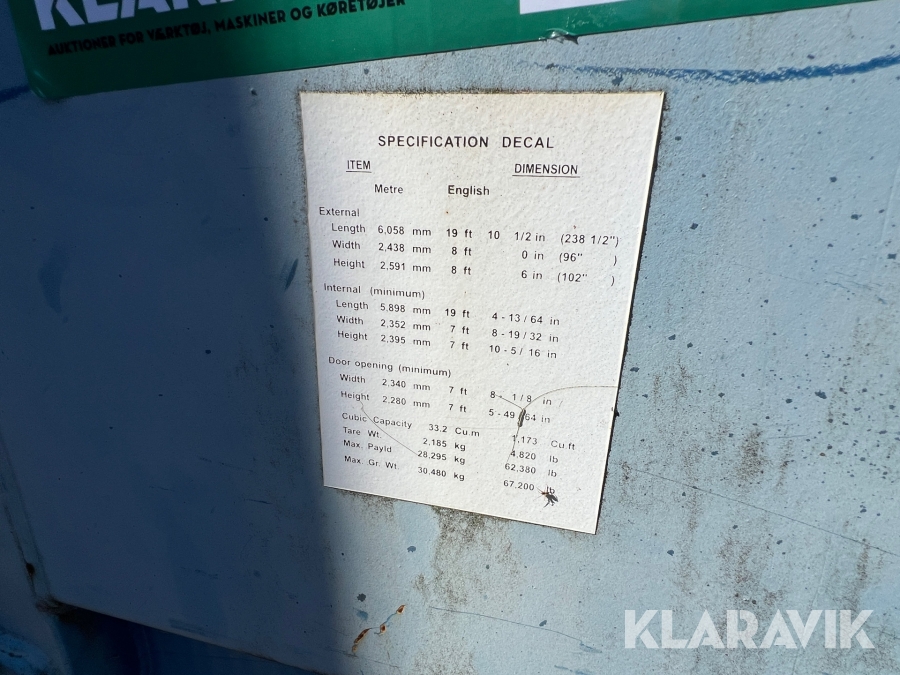 AUKTIONER FOR VÆRKTØJ, MASKINER OG KØRETØJER
SPECIFICATION DECAL
ITEM DIMENSION
Metre English
External
Length 6,058 mm 19 ft 10 1/2 in (238 1/2")
Width 2,438 mm 8 ft 0 in (96" )
Height 2,591 mm 8 ft 6 in (102" )
Internal (minimum)
Length 5.898 mm 19 ft 4 - 13/64 in
Width 2,352 mm 7 ft 8 - 19/32 in
Height 2,395 mm 7 ft 10 - 5/16 in
Door opening (minimum)
Width 2,340 mm 7 ft 8 - 1/8 in
Height 2,280 mm 7 ft 5 - 49/64 in
Cubic Capacity 33.2 Cu.m 1,173 Cu.ft
Tare Wt. 2,185 kg 4,820 lb
Max. Payld 28,295 kg 62,380 lb
Max. Gr. Wt. 30,480 kg 67,200 lb
KLARAVIK